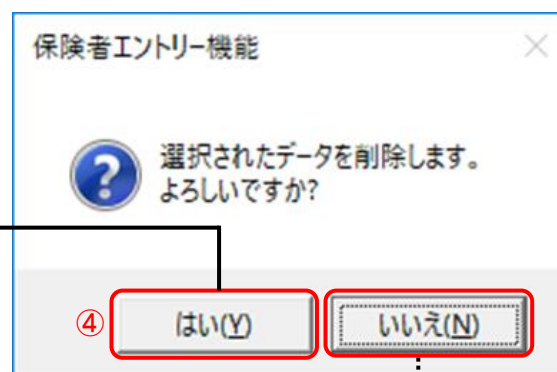 保険者エントリー機能
選択されたデータを削除します。
よろしいですか?
④ はい(Y) いいえ(N)